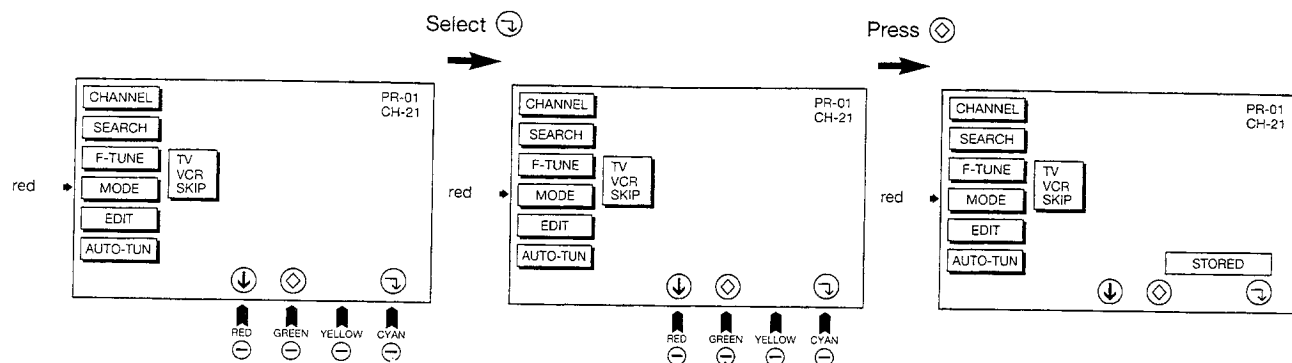 Select
Press
CHANNEL
SEARCH
F-TUNE
MODE
EDIT
AUTO-TUN
TV
VCR
SKIP
PR-01
CH-21
red
RED GREEN YELLOW CYAN
CHANNEL
SEARCH
F-TUNE
MODE
EDIT
AUTO-TUN
TV
VCR
SKIP
PR-01
CH-21
red
RED GREEN YELLOW CYAN
CHANNEL
SEARCH
F-TUNE
MODE
EDIT
AUTO-TUN
TV
VCR
SKIP
PR-01
CH-21
red
STORED